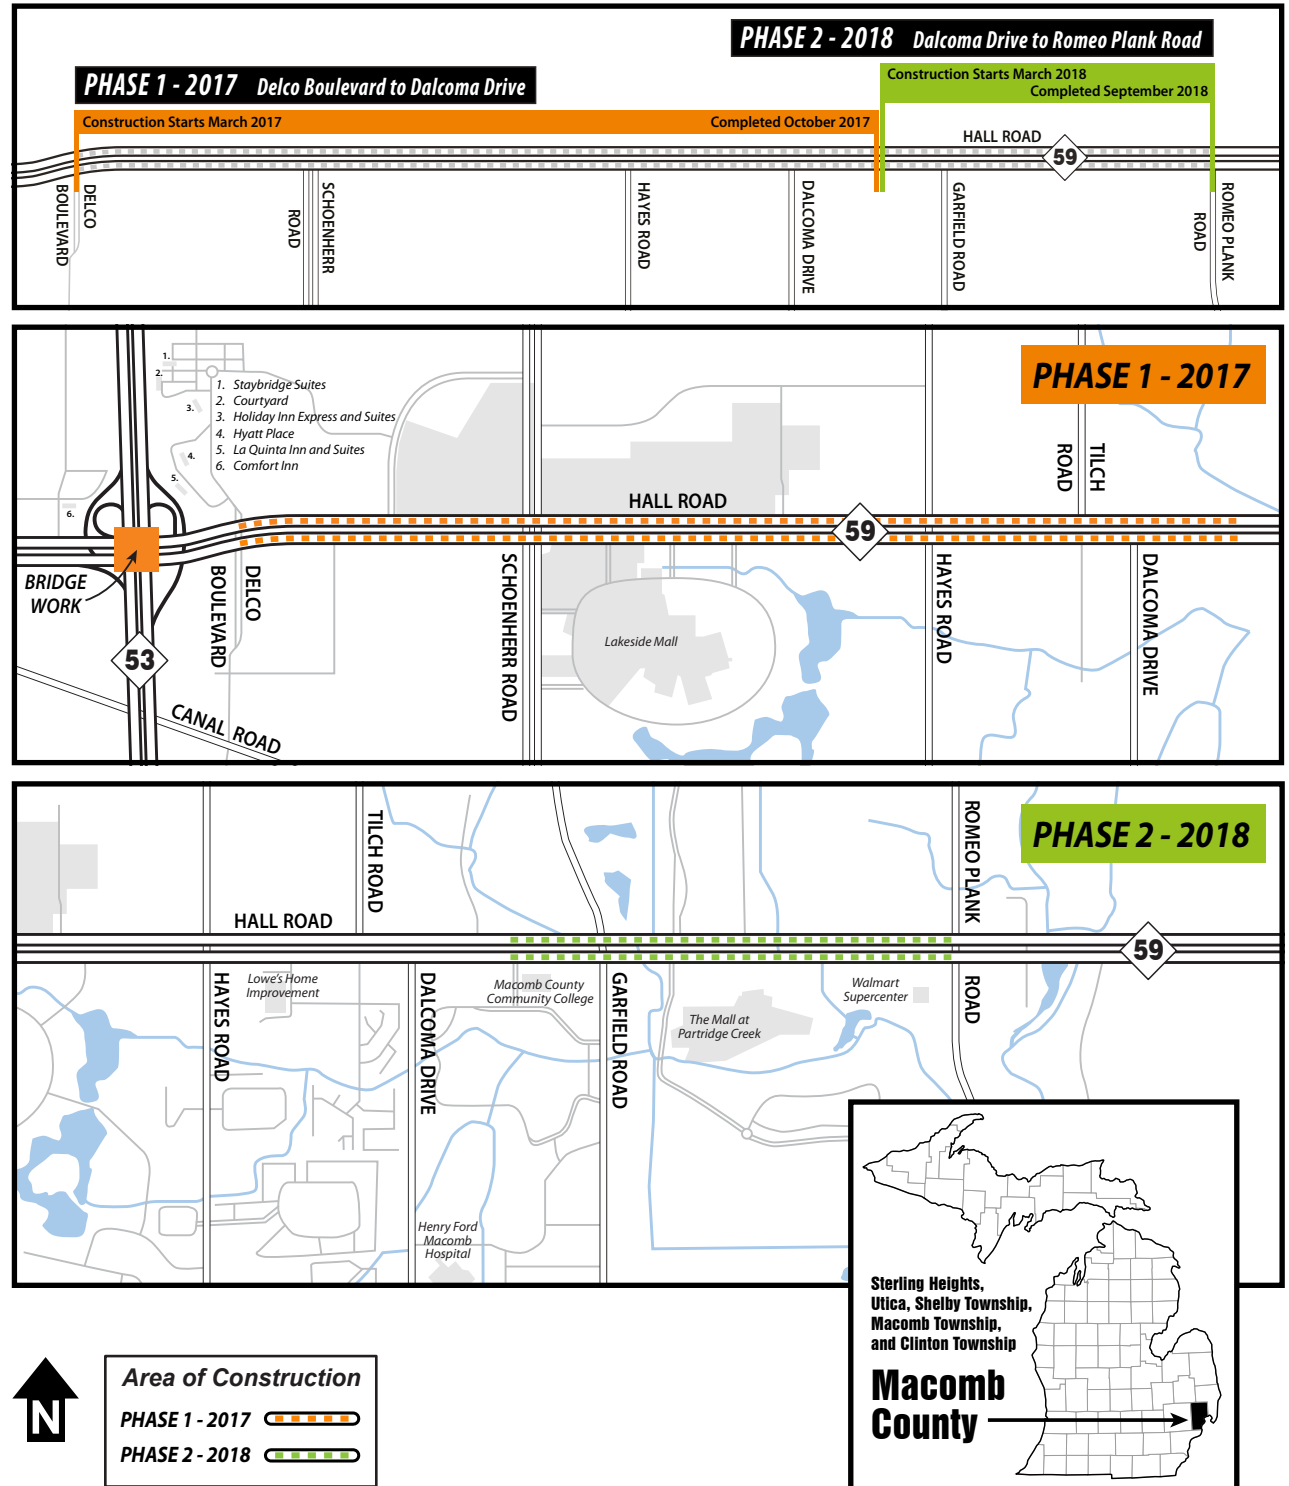 PHASE 2 - 2018 Dalcoma Drive to Romeo Plank Road
PHASE 1 - 2017 Delco Boulevard to Dalcoma Drive
Construction Starts March 2018
Completed September 2018
Construction Starts March 2017 Completed October 2017
HALL ROAD
59
DELCO
BOULEVARD
SCHOENHERR
ROAD
HAYES ROAD
DALCOMA DRIVE
GARFIELD ROAD
ROMEO PLANK
ROAD
PHASE 1 - 2017
1.
2.
3.
4.
5.
6.
1. Staybridge Suites
2. Courtyard
3. Holiday Inn Express and Suites
4. Hyatt Place
5. La Quinta Inn and Suites
6. Comfort Inn
TILCH
ROAD
HALL ROAD
59
BRIDGE
WORK
DELCO
BOULEVARD
SCHOENHERR ROAD
HAYES ROAD
DALCOMA DRIVE
Lakeside Mall
53
CANAL ROAD
PHASE 2 - 2018
TILCH ROAD
ROMEO PLANK
ROAD
HALL ROAD
59
HAYES ROAD
Lowe's Home
Improvement
DALCOMA DRIVE
Macomb County
Community College
GARFIELD ROAD
The Mall at
Partridge Creek
Walmart
Supercenter
Henry Ford
Macomb
Hospital
Sterling Heights,
Utica, Shelby Township,
Macomb Township,
and Clinton Township
Macomb
County
N
Area of Construction
PHASE 1 - 2017
PHASE 2 - 2018